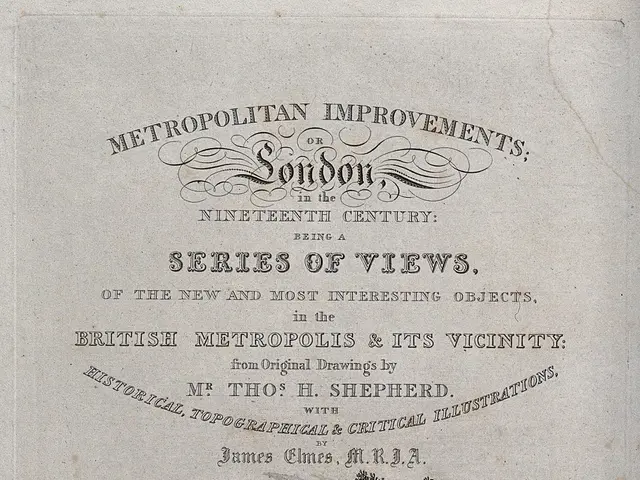 METROPOLITAN IMPROVEMENTS;
OR
London,
in the
NINETEENTH CENTURY:
BEING A
SERIES OF VIEWS,
OF THE NEW AND MOST INTERESTING OBJECTS,
in the
BRITISH METROPOLIS & ITS VICINITY:
from Original Drawings by
MR THOS H. SHEPHERD.
WITH
HISTORICAL, TOPOGRAPHICAL & CRITICAL ILLUSTRATIONS,
BY
James Elmes, M.R.I.A.